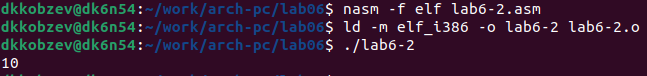 dkkobzev@dk6n54:~/work/arch-pc/lab06$ nasm -f elf lab6-2.asm
dkkobzev@dk6n54:~/work/arch-pc/lab06$ ld -m elf_i386 -o lab6-2 lab6-2.o
dkkobzev@dk6n54:~/work/arch-pc/lab06$ ./lab6-2
10